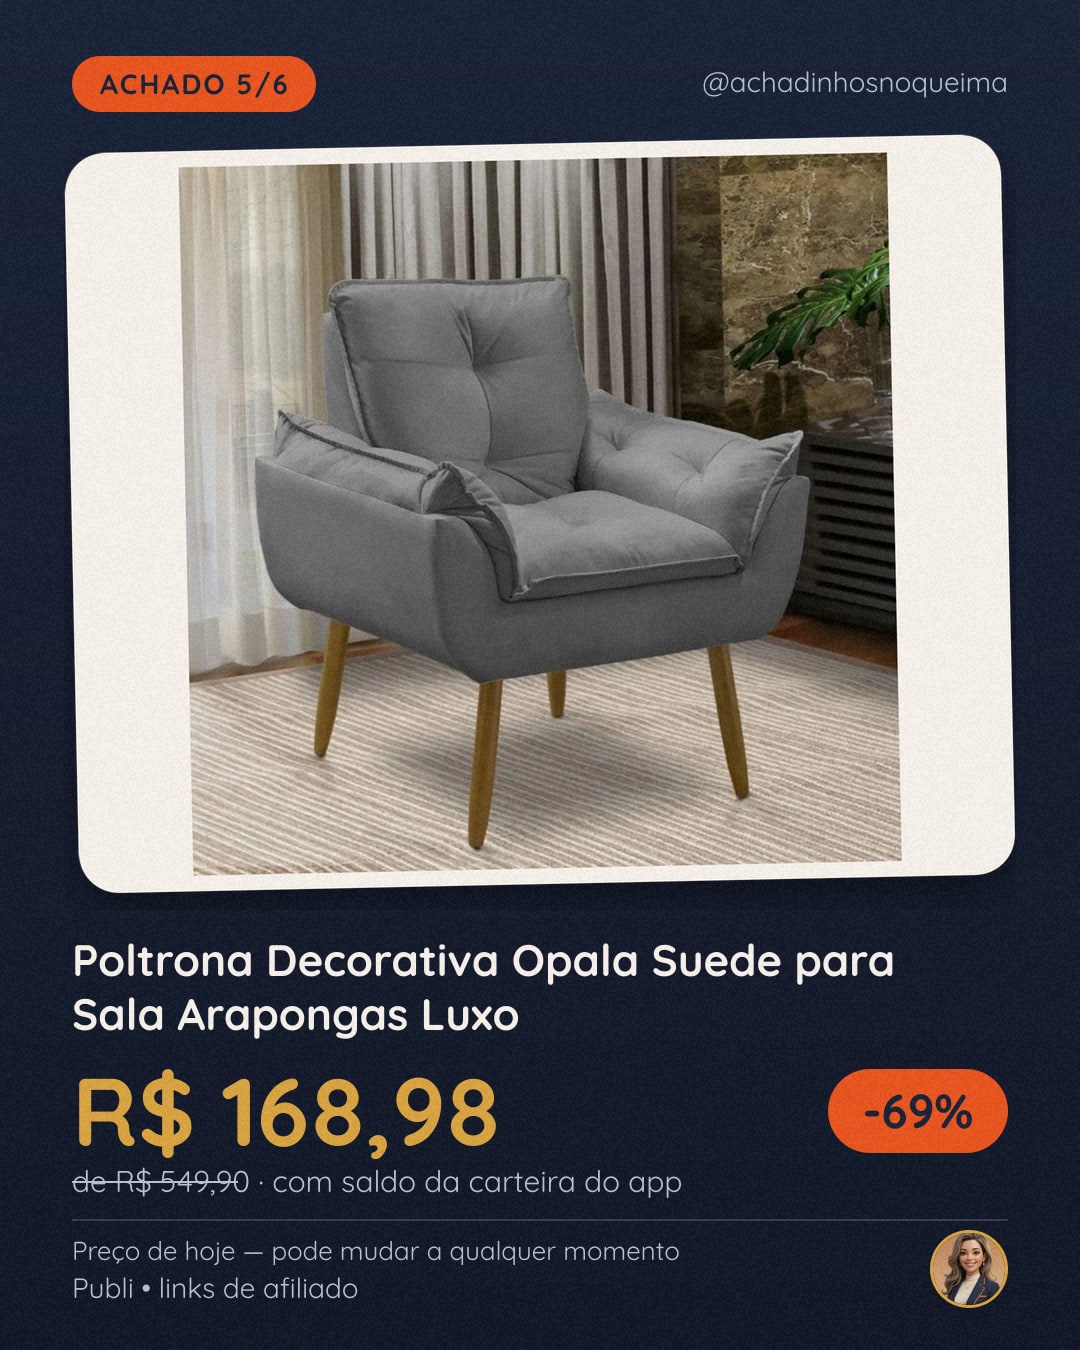 ACHADO 5/6
@achadinhosnoqueima
Poltrona Decorativa Opala Suede para
Sala Arapongas Luxo
R$ 168,98
-69%
de R$ 549,90 · com saldo da carteira do app
Preço de hoje — pode mudar a qualquer momento
Publi • links de afiliado